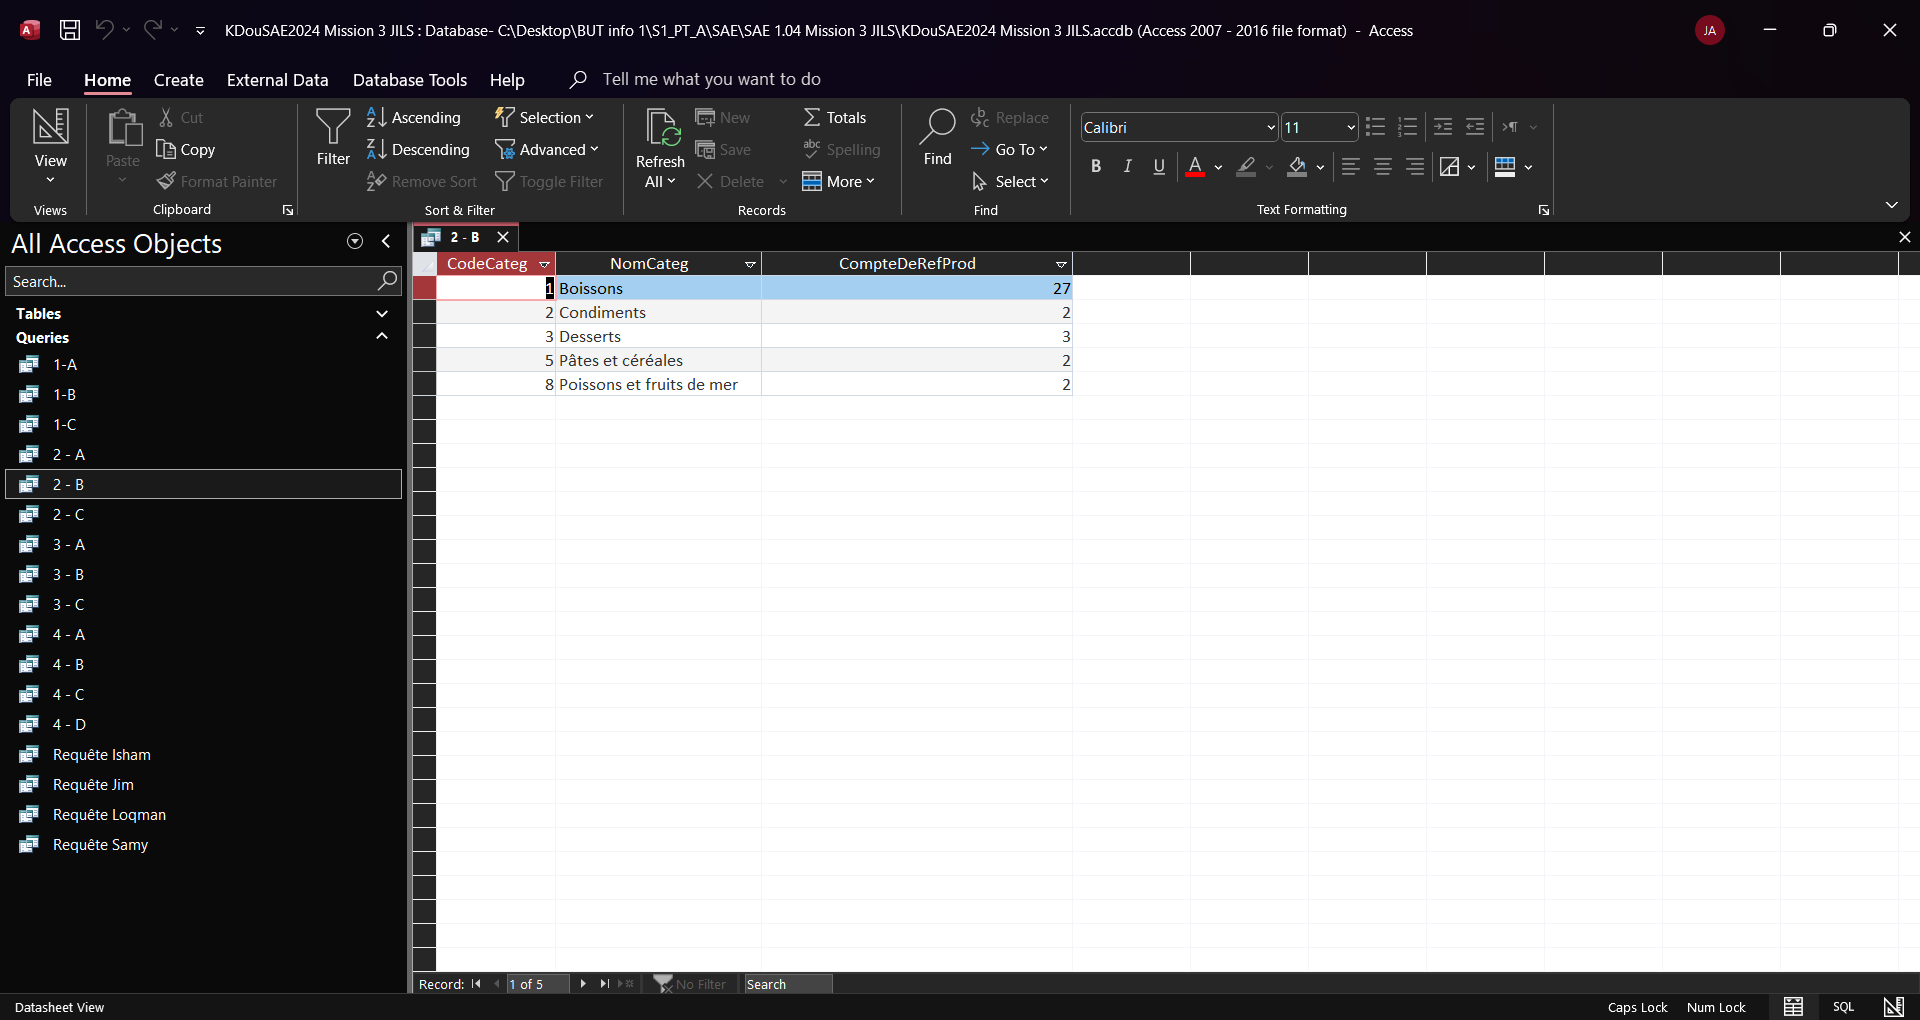 KDouSAE2024 Mission 3 JILS : Database- C:\Desktop\BUT info 1\S1_PT_A\SAE\SAE 1.04 Mission 3 JILS\KDouSAE2024 Mission 3 JILS.accdb (Access 2007 - 2016 file format) - Access
JA
File Home Create External Data Database Tools Help Tell me what you want to do
View
Views
Paste
Cut
Copy
Format Painter
Clipboard
Filter
Ascending
Descending
Remove Sort
Selection
Advanced
Toggle Filter
Sort & Filter
Refresh
All
New
Save
Delete
Totals
Spelling
More
Records
Find
Replace
Go To
Select
Find
Calibri 11
B I U A
Text Formatting
All Access Objects
Search...
Tables
Queries
1-A
1-B
1-C
2 - A
2 - B
2 - C
3 - A
3 - B
3 - C
4 - A
4 - B
4 - C
4 - D
Requête Isham
Requête Jim
Requête Loqman
Requête Samy
2 - B
CodeCateg NomCateg CompteDeRefProd
1 Boissons 27
2 Condiments 2
3 Desserts 3
5 Pâtes et céréales 2
8 Poissons et fruits de mer 2
Record: 1 of 5 No Filter Search
Datasheet View Caps Lock Num Lock SQL